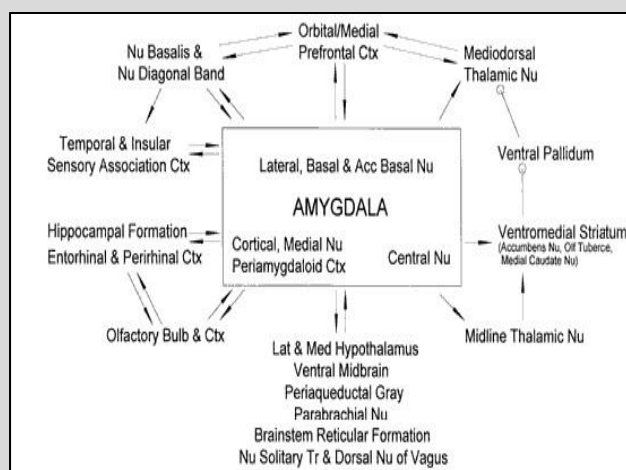 Orbital/Medial
Prefrontal Ctx
Nu Basalis &
Nu Diagonal Band
Mediodorsal
Thalamic Nu
Temporal & Insular
Sensory Association Ctx
Lateral, Basal & Acc Basal Nu
Ventral Pallidum
AMYGDALA
Hippocampal Formation
Entorhinal & Perirhinal Ctx
Cortical, Medial Nu
Periamygdaloid Ctx
Central Nu
Ventromedial Striatum
(Accumbens Nu, Olf Tuberce,
Medial Caudate Nu)
Olfactory Bulb & Ctx
Midline Thalamic Nu
Lat & Med Hypothalamus
Ventral Midbrain
Periaqueductal Gray
Parabrachial Nu
Brainstem Reticular Formation
Nu Solitary Tr & Dorsal Nu of Vagus